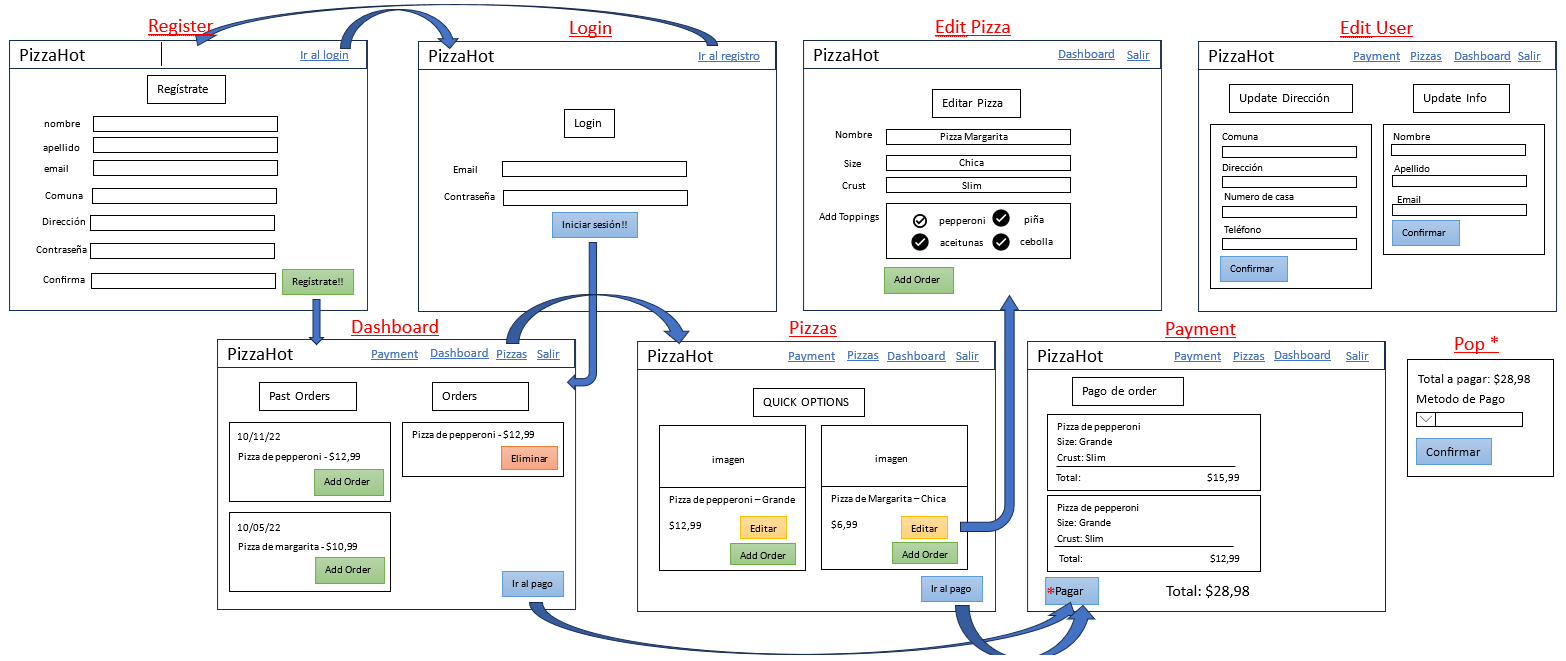 Register
PizzaHot
Ir al login
Regístrate
nombre
apellido
email
Comuna
Dirección
Contraseña
Confirma
Regístrate!!
Login
PizzaHot
Ir al registro
Login
Email
Contraseña
Iniciar sesión!!
Edit Pizza
PizzaHot
Dashboard Salir
Editar Pizza
Nombre Pizza Margarita
Size Chica
Crust Slim
Add Toppings
pepperoni piña
aceitunas cebolla
Add Order
Edit User
PizzaHot
Payment Pizzas Dashboard Salir
Update Dirección
Comuna
Dirección
Numero de casa
Teléfono
Confirmar
Update Info
Nombre
Apellido
Email
Confirmar
Dashboard
PizzaHot
Payment Dashboard Pizzas Salir
Past Orders
10/11/22
Pizza de pepperoni - $12,99
Add Order
10/05/22
Pizza de margarita - $10,99
Add Order
Orders
Pizza de pepperoni - $12,99
Eliminar
Ir al pago
Pizzas
PizzaHot
Payment Pizzas Dashboard Salir
QUICK OPTIONS
imagen
Pizza de pepperoni – Grande
$12,99
Editar
Add Order
imagen
Pizza de Margarita – Chica
$6,99
Editar
Add Order
Ir al pago
Payment
PizzaHot
Payment Pizzas Dashboard Salir
Pago de order
Pizza de pepperoni
Size: Grande
Crust: Slim
Total: $15,99
Pizza de pepperoni
Size: Grande
Crust: Slim
Total: $12,99
*Pagar
Total: $28,98
Pop *
Total a pagar: $28,98
Metodo de Pago
Confirmar